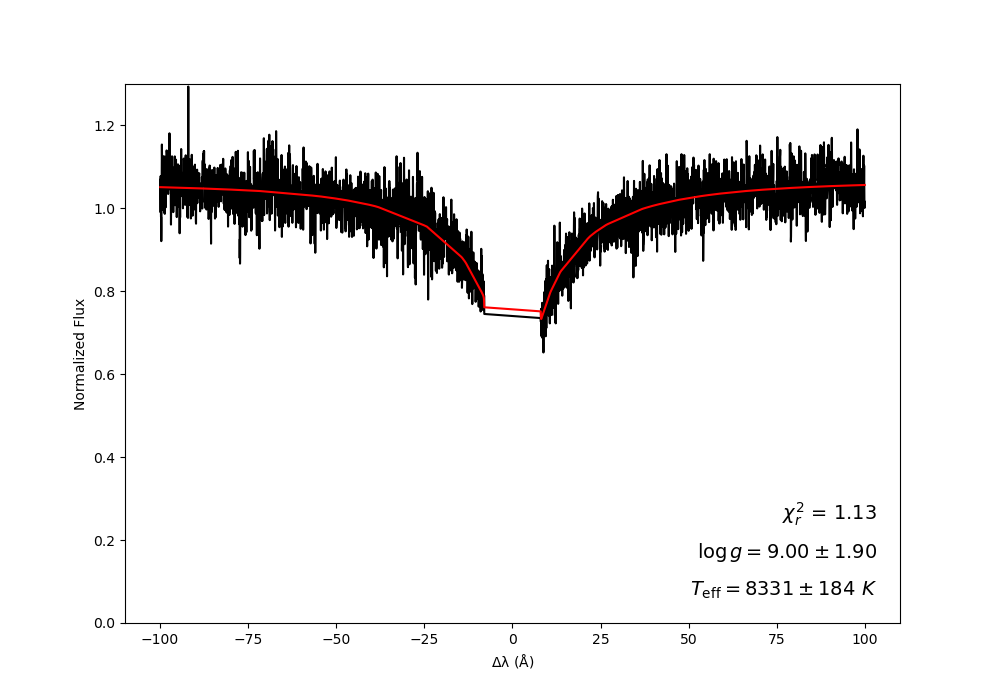 1.2
1.0
0.8
0.6
0.4
0.2
0.0
Normalized Flux
χ²ᵣ = 1.13
log g = 9.00 ± 1.90
T_eff = 8331 ± 184 K
−100 −75 −50 −25 0 25 50 75 100
Δλ (Å)